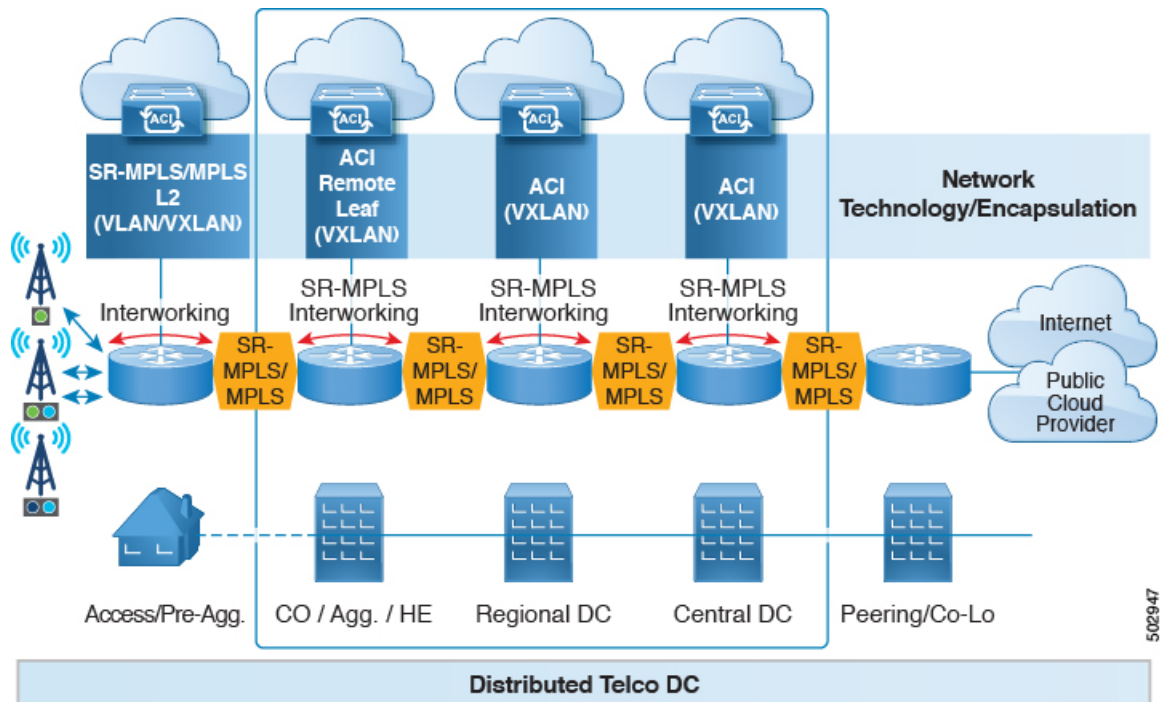 ACI
ACI
ACI
ACI
SR-MPLS/MPLS
L2
(VLAN/VXLAN)
ACI
Remote
Leaf
(VXLAN)
ACI
(VXLAN)
ACI
(VXLAN)
Network
Technology/Encapsulation
Interworking
SR-MPLS
Interworking
SR-MPLS
Interworking
SR-MPLS
Interworking
SR-
MPLS/
MPLS
SR-
MPLS/
MPLS
SR-
MPLS/
MPLS
SR-
MPLS/
MPLS
Internet
Public
Cloud
Provider
Access/Pre-Agg.
CO / Agg. / HE
Regional DC
Central DC
Peering/Co-Lo
502947
Distributed Telco DC